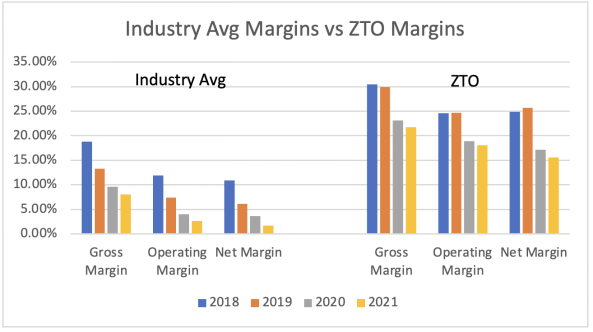 Industry Avg Margins vs ZTO Margins
35.00%
30.00%
25.00%
20.00%
15.00%
10.00%
5.00%
0.00%
Industry Avg
ZTO
Gross
Margin
Operating
Margin
Net Margin
Gross
Margin
Operating
Margin
Net Margin
2018
2019
2020
2021